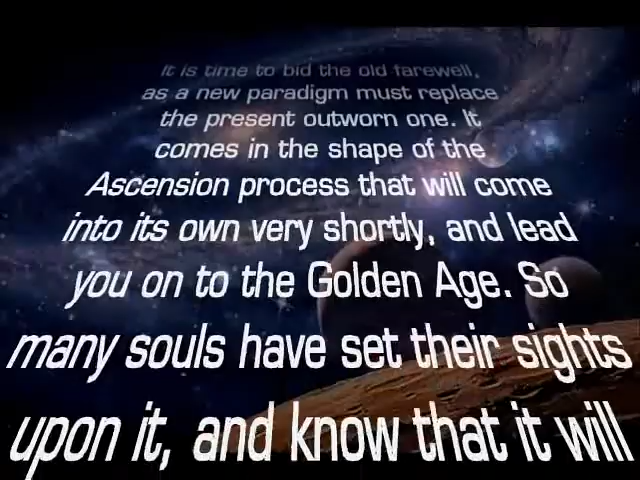 It is time to bid the old farewell,
as a new paradigm must replace
the present outworn one. It
comes in the shape of the
Ascension process that will come
into its own very shortly, and lead
you on to the Golden Age. So
many souls have set their sights
upon it, and know that it will